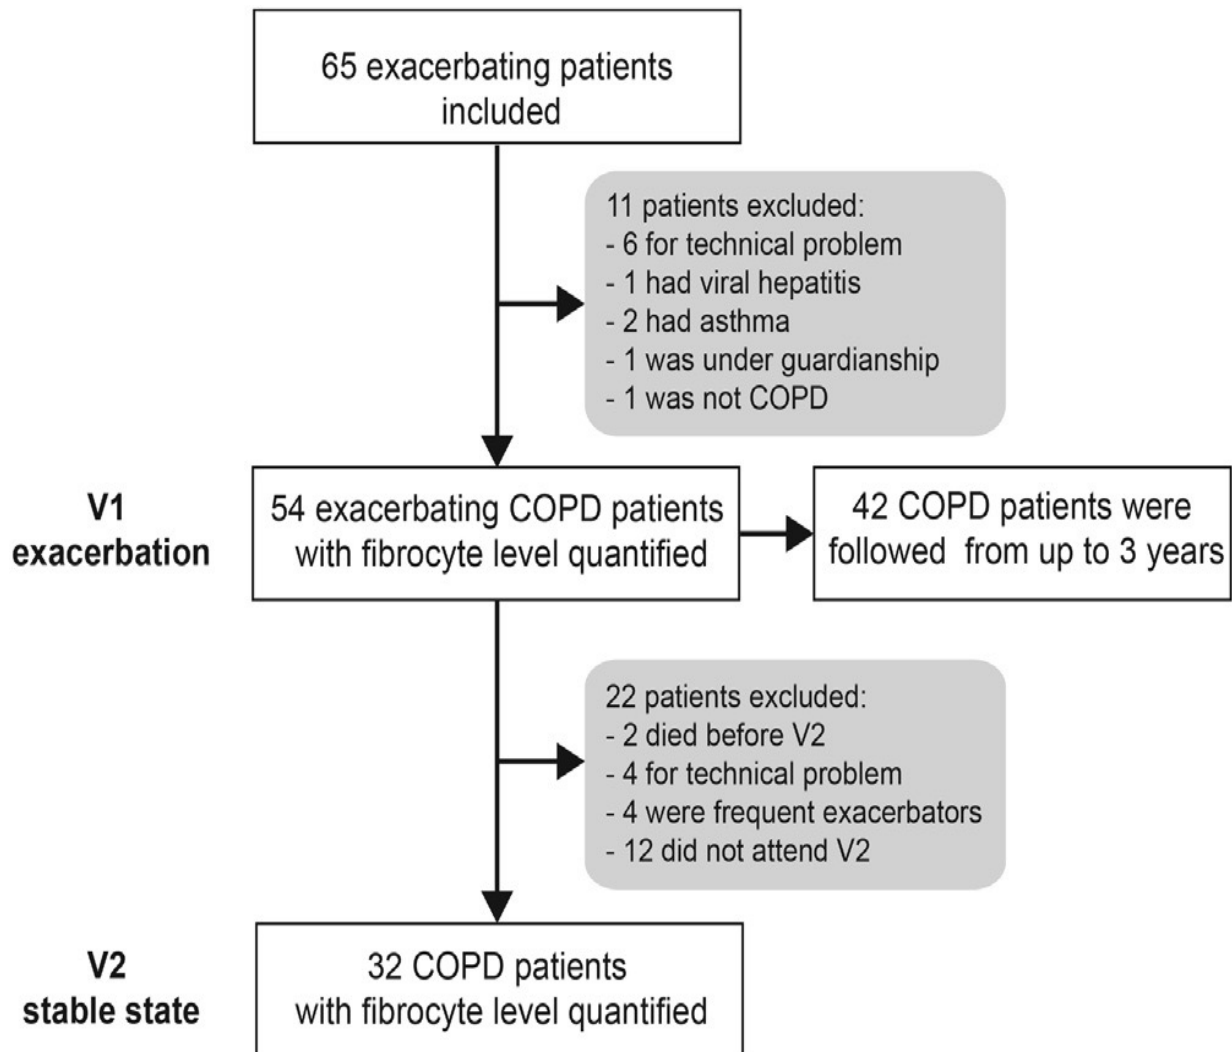 65 exacerbating patients
included
11 patients excluded:
- 6 for technical problem
- 1 had viral hepatitis
- 2 had asthma
- 1 was under guardianship
- 1 was not COPD
V1
exacerbation
54 exacerbating COPD patients
with fibrocyte level quantified
42 COPD patients were
followed from up to 3 years
22 patients excluded:
- 2 died before V2
- 4 for technical problem
- 4 were frequent exacerbators
- 12 did not attend V2
V2
stable state
32 COPD patients
with fibrocyte level quantified